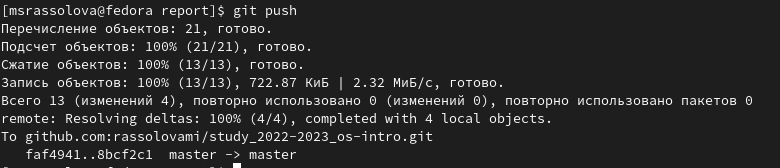 [msrassolova@fedora report]$ git push
Перечисление объектов: 21, готово.
Подсчет объектов: 100% (21/21), готово.
Сжатие объектов: 100% (13/13), готово.
Запись объектов: 100% (13/13), 722.87 КиБ | 2.32 МиБ/с, готово.
Всего 13 (изменений 4), повторно использовано 0 (изменений 0), повторно использовано пакетов 0
remote: Resolving deltas: 100% (4/4), completed with 4 local objects.
To github.com:rassolovami/study_2022-2023_os-intro.git
   faf4941..8bcf2c1  master -> master